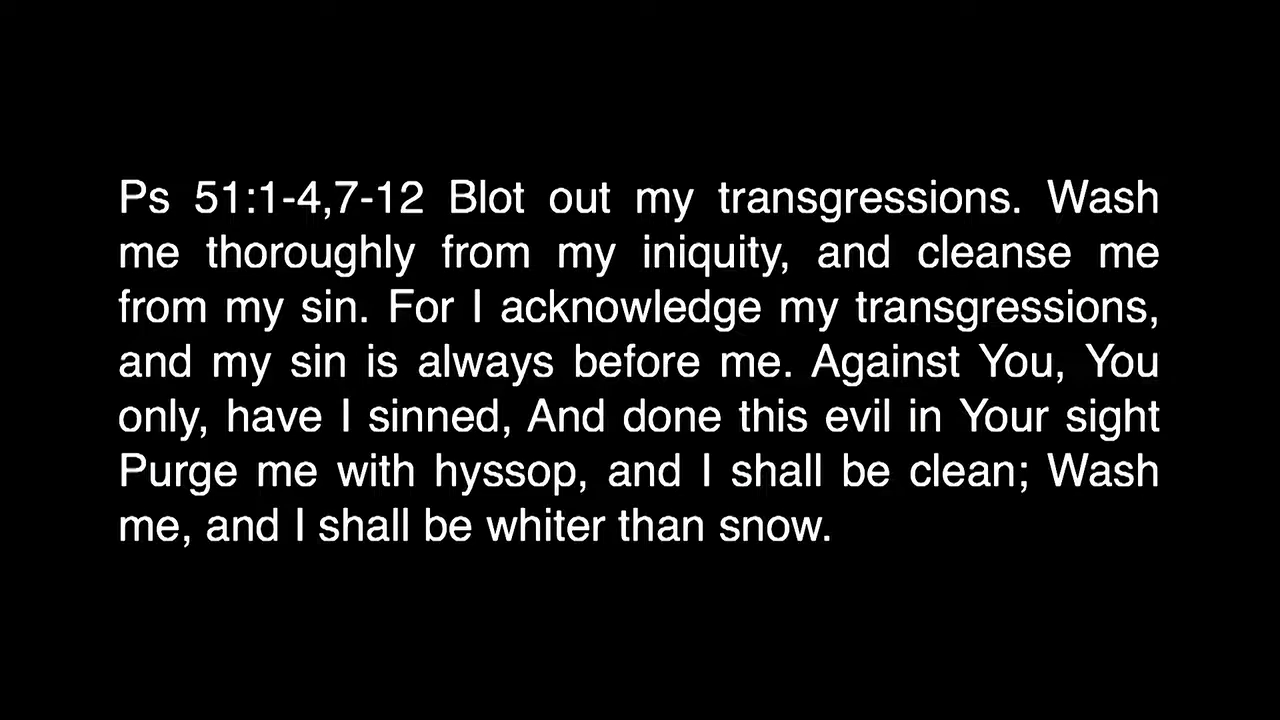 Ps 51:1-4,7-12 Blot out my transgressions. Wash
me thoroughly from my iniquity, and cleanse me
from my sin. For I acknowledge my transgressions,
and my sin is always before me. Against You, You
only, have I sinned, And done this evil in Your sight
Purge me with hyssop, and I shall be clean; Wash
me, and I shall be whiter than snow.